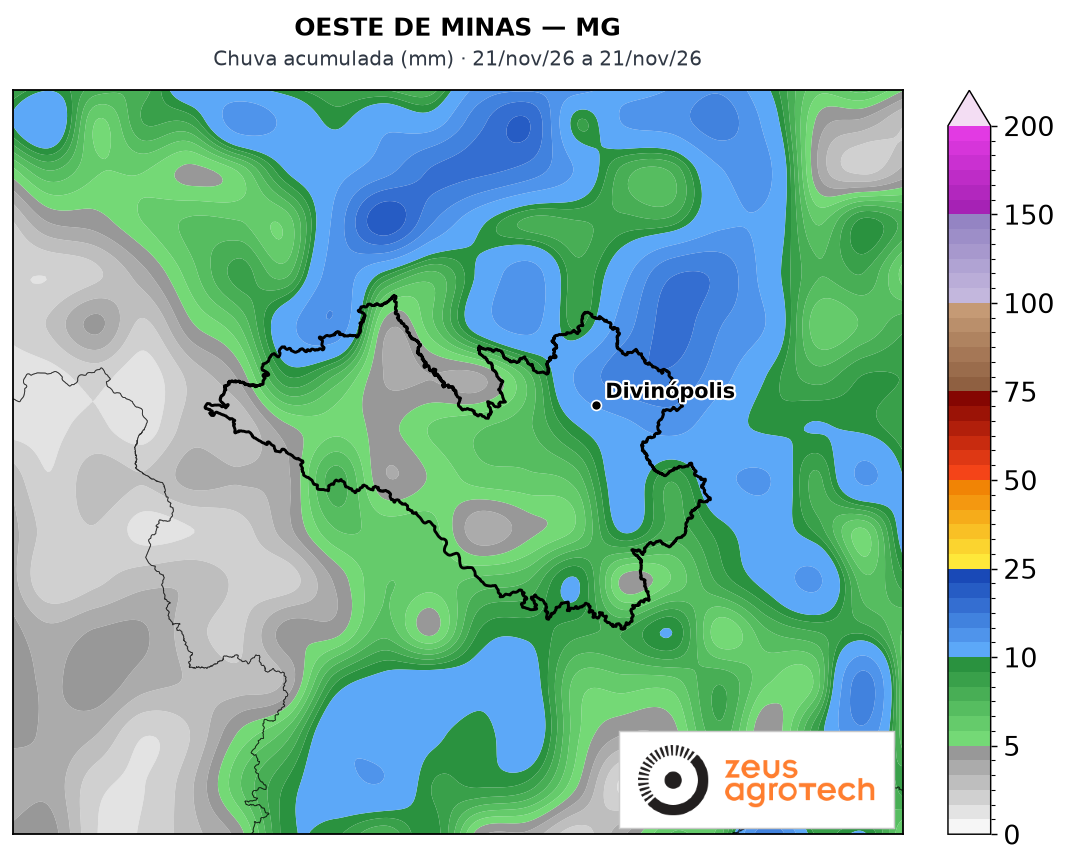 OESTE DE MINAS — MG
Chuva acumulada (mm) · 21/nov/26 a 21/nov/26
200
150
100
75
50
25
10
5
0
Divinópolis
zeus
agrotech